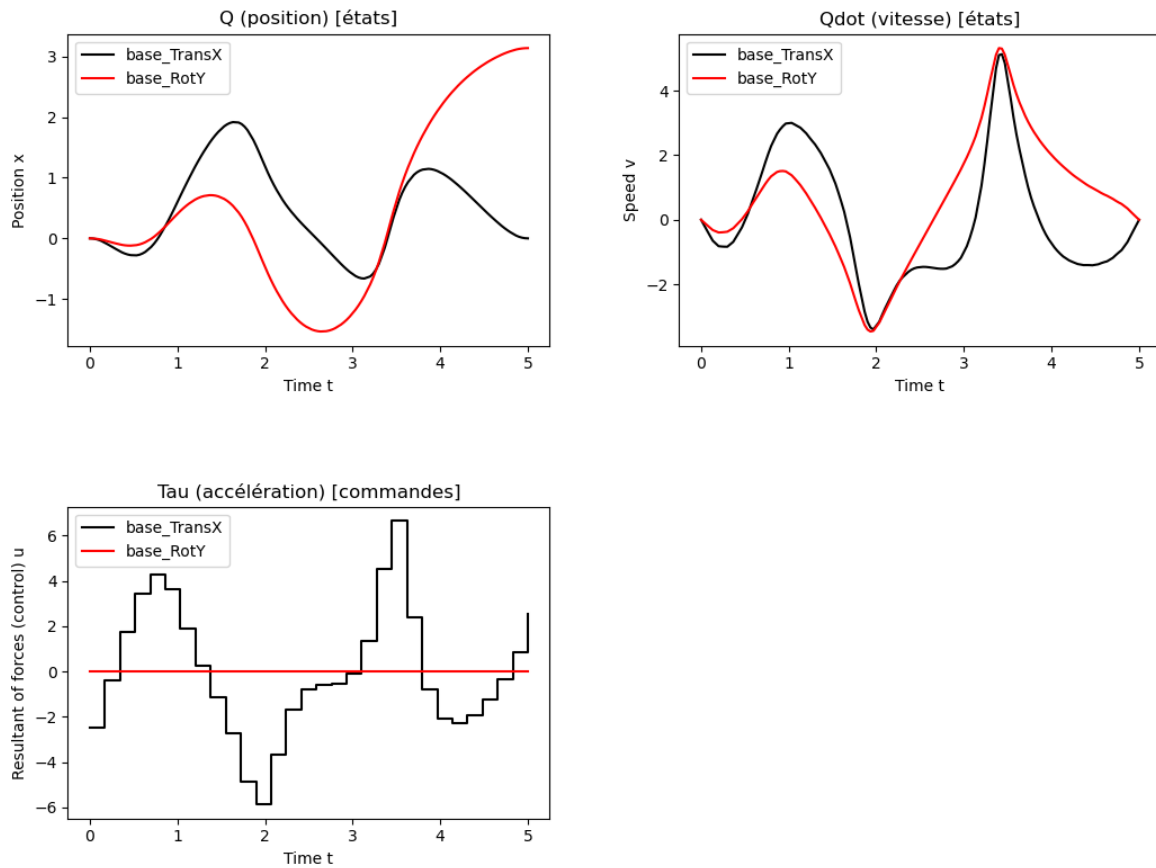 Q (position) [états]
base_TransX
base_RotY
Position x
3
2
1
0
−1
0 1 2 3 4 5
Time t
Qdot (vitesse) [états]
base_TransX
base_RotY
Speed v
4
2
0
−2
0 1 2 3 4 5
Time t
Tau (accélération) [commandes]
base_TransX
base_RotY
Resultant of forces (control) u
6
4
2
0
−2
−4
−6
0 1 2 3 4 5
Time t